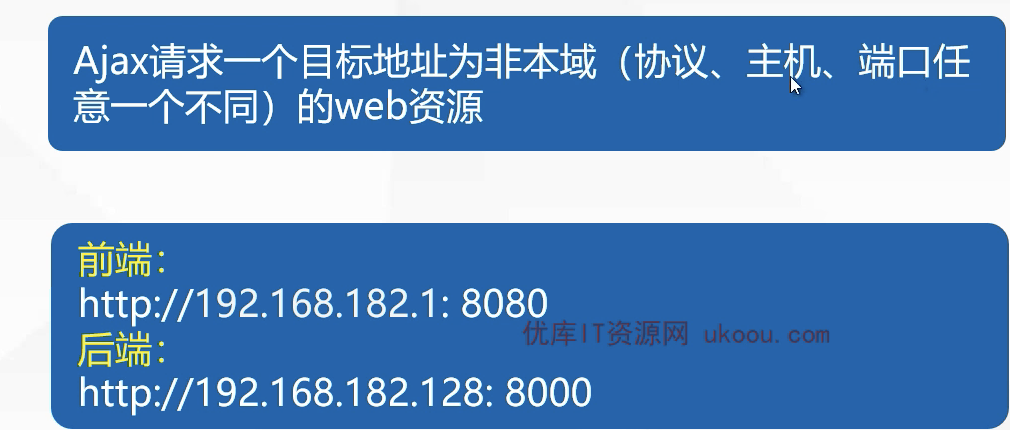 Ajax请求一个目标地址为非本域（协议、主机、端口任
意一个不同）的web资源
前端：
http://192.168.182.1: 8080
优库IT资源网 ukoou.com
后端：
http://192.168.182.128: 8000